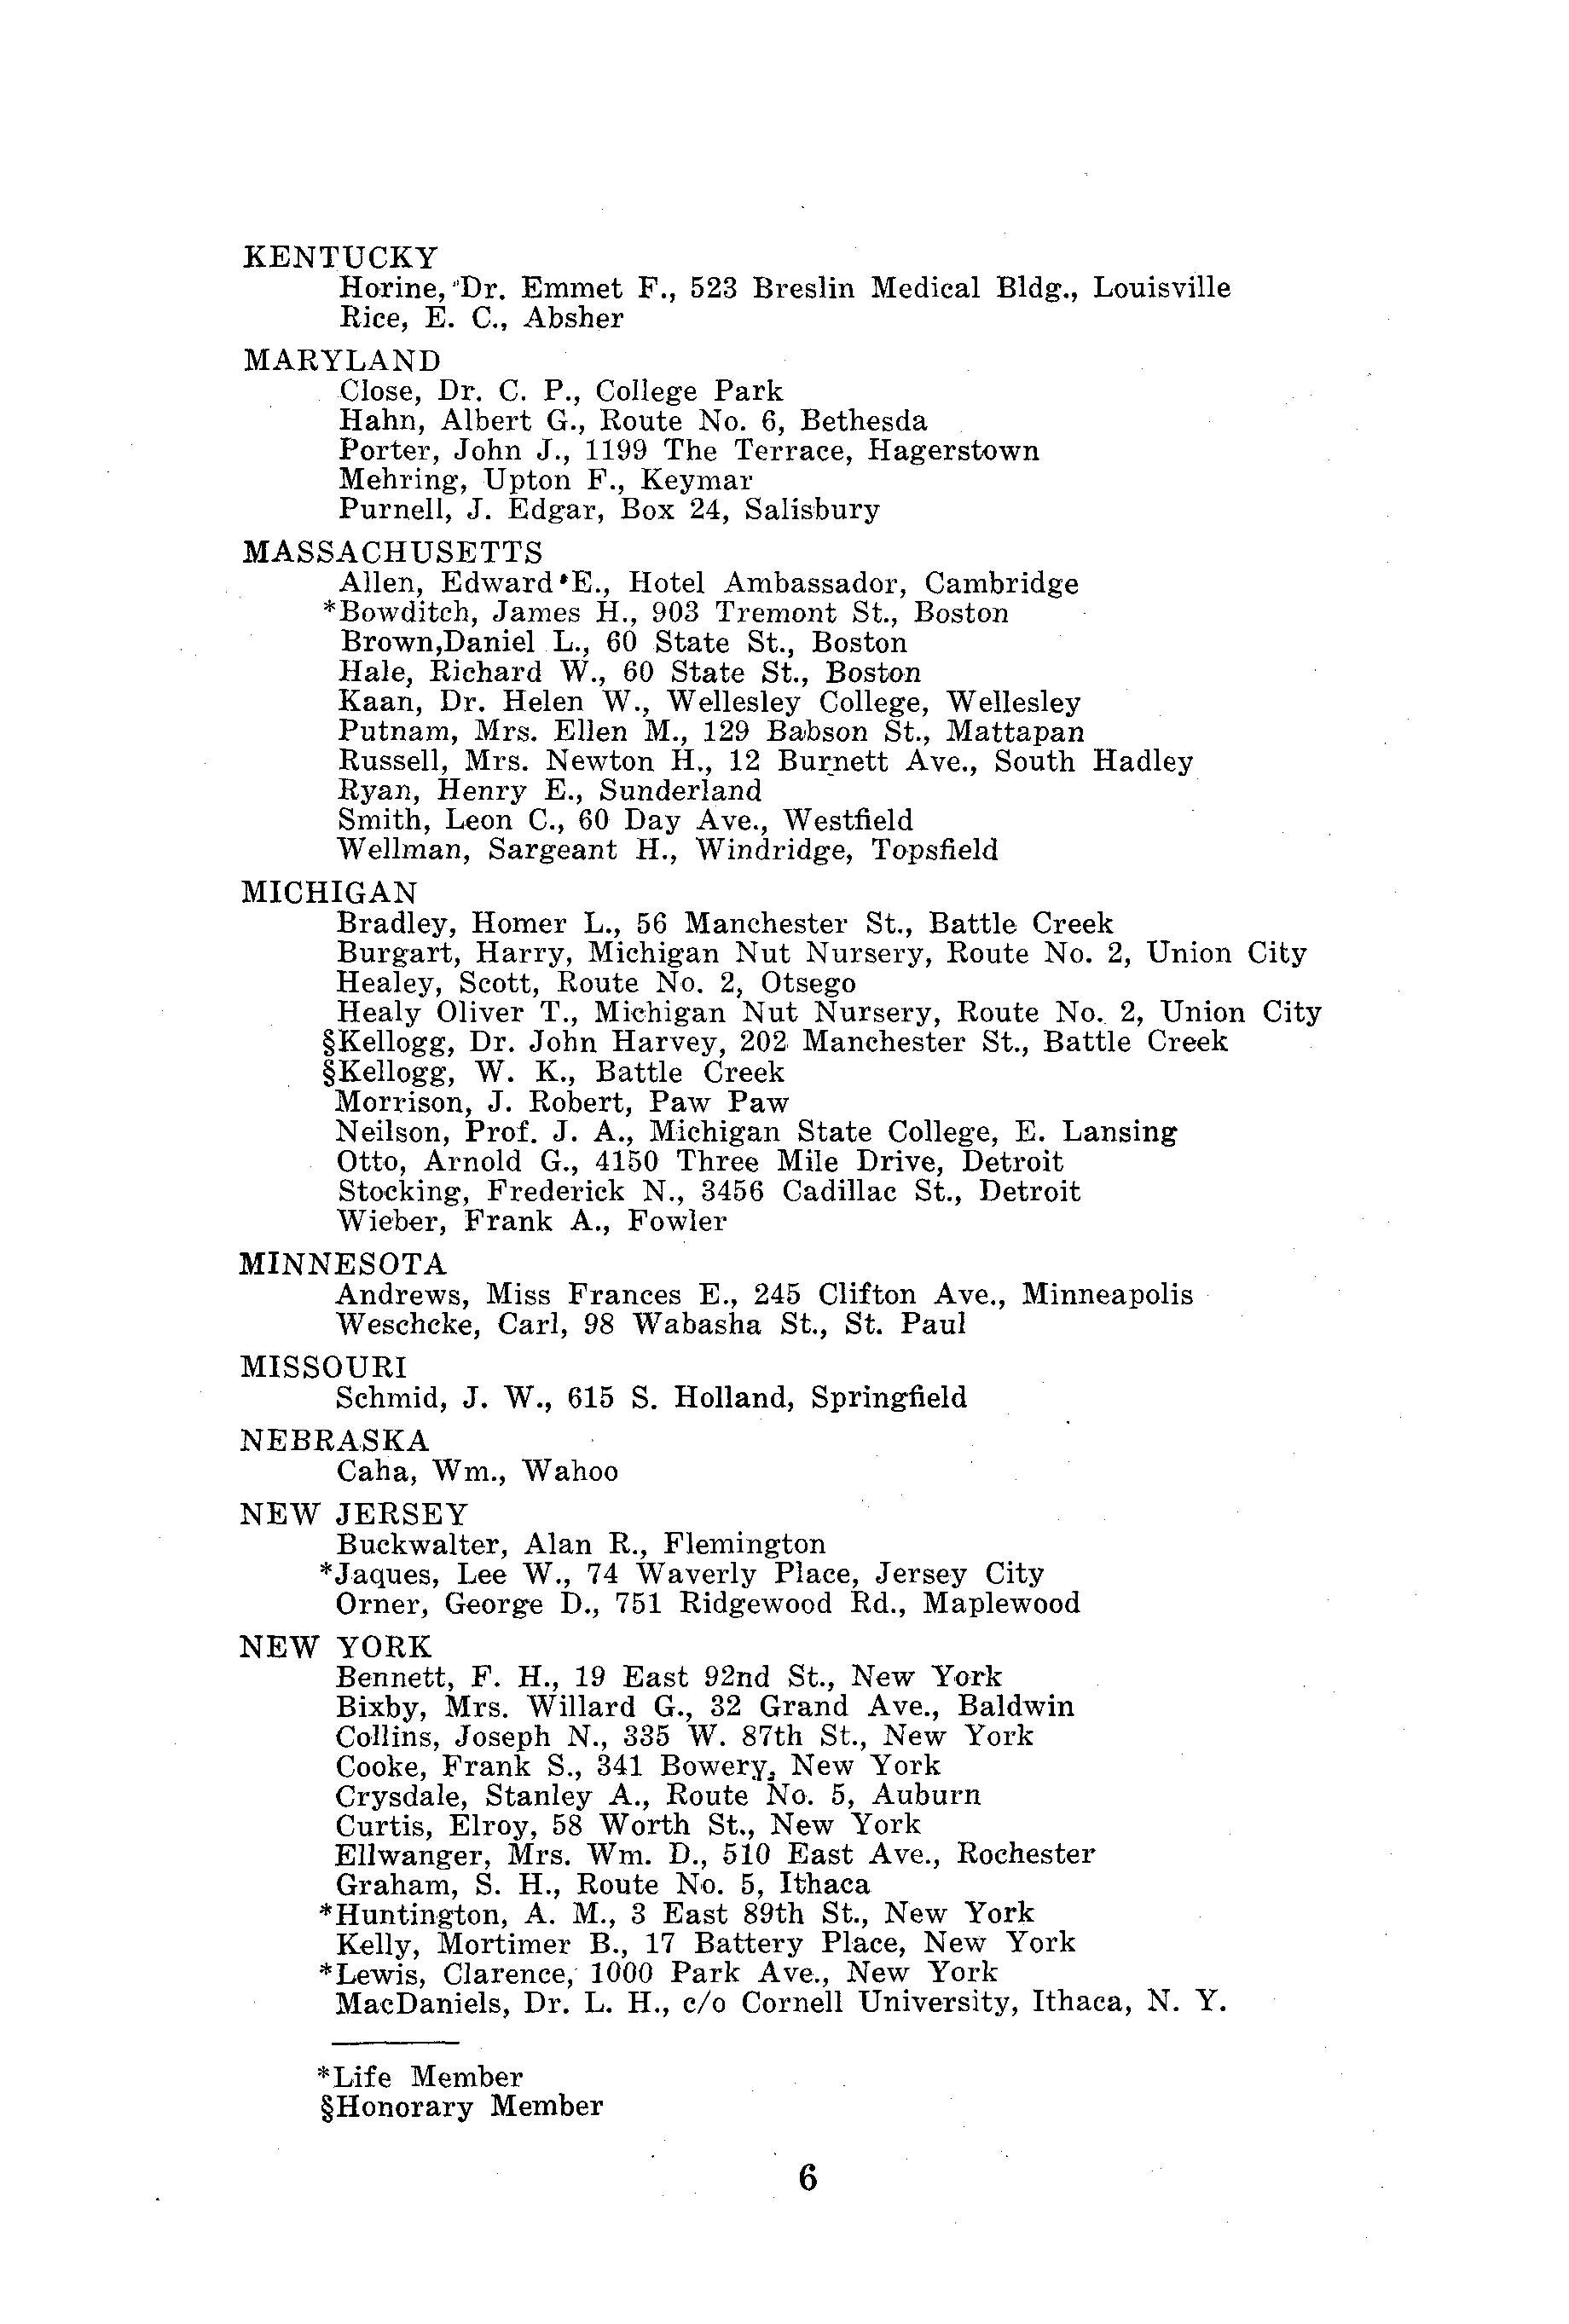 KENTUCKY
Horine, Dr. Emmet F., 523 Breslin Medical Bldg., Louisville
Rice, E. C., Absher
MARYLAND
Close, Dr. C. P., College Park
Hahn, Albert G., Route No. 6, Bethesda
Porter, John J., 1199 The Terrace, Hagerstown
Mehring, Upton F., Keymar
Purnell, J. Edgar, Box 24, Salisbury
MASSACHUSETTS
Allen, Edward E., Hotel Ambassador, Cambridge
*Bowditch, James H., 903 Tremont St., Boston
Brown,Daniel L., 60 State St., Boston
Hale, Richard W., 60 State St., Boston
Kaan, Dr. Helen W., Wellesley College, Wellesley
Putnam, Mrs. Ellen M., 129 Babson St., Mattapan
Russell, Mrs. Newton H., 12 Burnett Ave., South Hadley
Ryan, Henry E., Sunderland
Smith, Leon C., 60 Day Ave., Westfield
Wellman, Sargeant H., Windridge, Topsfield
MICHIGAN
Bradley, Homer L., 56 Manchester St., Battle Creek
Burgart, Harry, Michigan Nut Nursery, Route No. 2, Union City
Healey, Scott, Route No. 2, Otsego
Healy Oliver T., Michigan Nut Nursery, Route No. 2, Union City
§Kellogg, Dr. John Harvey, 202 Manchester St., Battle Creek
§Kellogg, W. K., Battle Creek
Morrison, J. Robert, Paw Paw
Neilson, Prof. J. A., Michigan State College, E. Lansing
Otto, Arnold G., 4150 Three Mile Drive, Detroit
Stocking, Frederick N., 3456 Cadillac St., Detroit
Wieber, Frank A., Fowler
MINNESOTA
Andrews, Miss Frances E., 245 Clifton Ave., Minneapolis
Weschcke, Carl, 98 Wabasha St., St. Paul
MISSOURI
Schmid, J. W., 615 S. Holland, Springfield
NEBRASKA
Caha, Wm., Wahoo
NEW JERSEY
Buckwalter, Alan R., Flemington
*Jaques, Lee W., 74 Waverly Place, Jersey City
Orner, George D., 751 Ridgewood Rd., Maplewood
NEW YORK
Bennett, F. H., 19 East 92nd St., New York
Bixby, Mrs. Willard G., 32 Grand Ave., Baldwin
Collins, Joseph N., 335 W. 87th St., New York
Cooke, Frank S., 341 Bowery, New York
Crysdale, Stanley A., Route No. 5, Auburn
Curtis, Elroy, 58 Worth St., New York
Ellwanger, Mrs. Wm. D., 510 East Ave., Rochester
Graham, S. H., Route No. 5, Ithaca
*Huntington, A. M., 3 East 89th St., New York
Kelly, Mortimer B., 17 Battery Place, New York
*Lewis, Clarence, 1000 Park Ave., New York
MacDaniels, Dr. L. H., c/o Cornell University, Ithaca, N. Y.
*Life Member
§Honorary Member
6